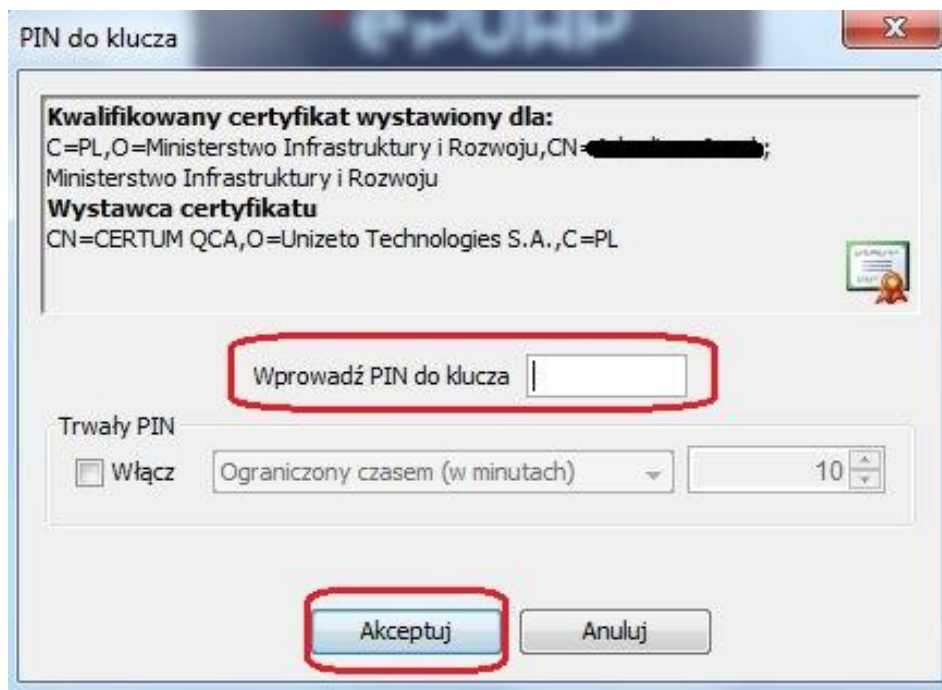 PIN do klucza
ePUAP
Kwalifikowany certyfikat wystawiony dla:
C=PL,O=Ministerstwo Infrastruktury i Rozwoju,CN=
Ministerstwo Infrastruktury i Rozwoju
Wystawca certyfikatu
CN=CERTUM QCA,O=Unizeto Technologies S.A.,C=PL
Wprowadź PIN do klucza
Trwały PIN
Włącz Ograniczony czasem (w minutach) 10
Akceptuj Anuluj